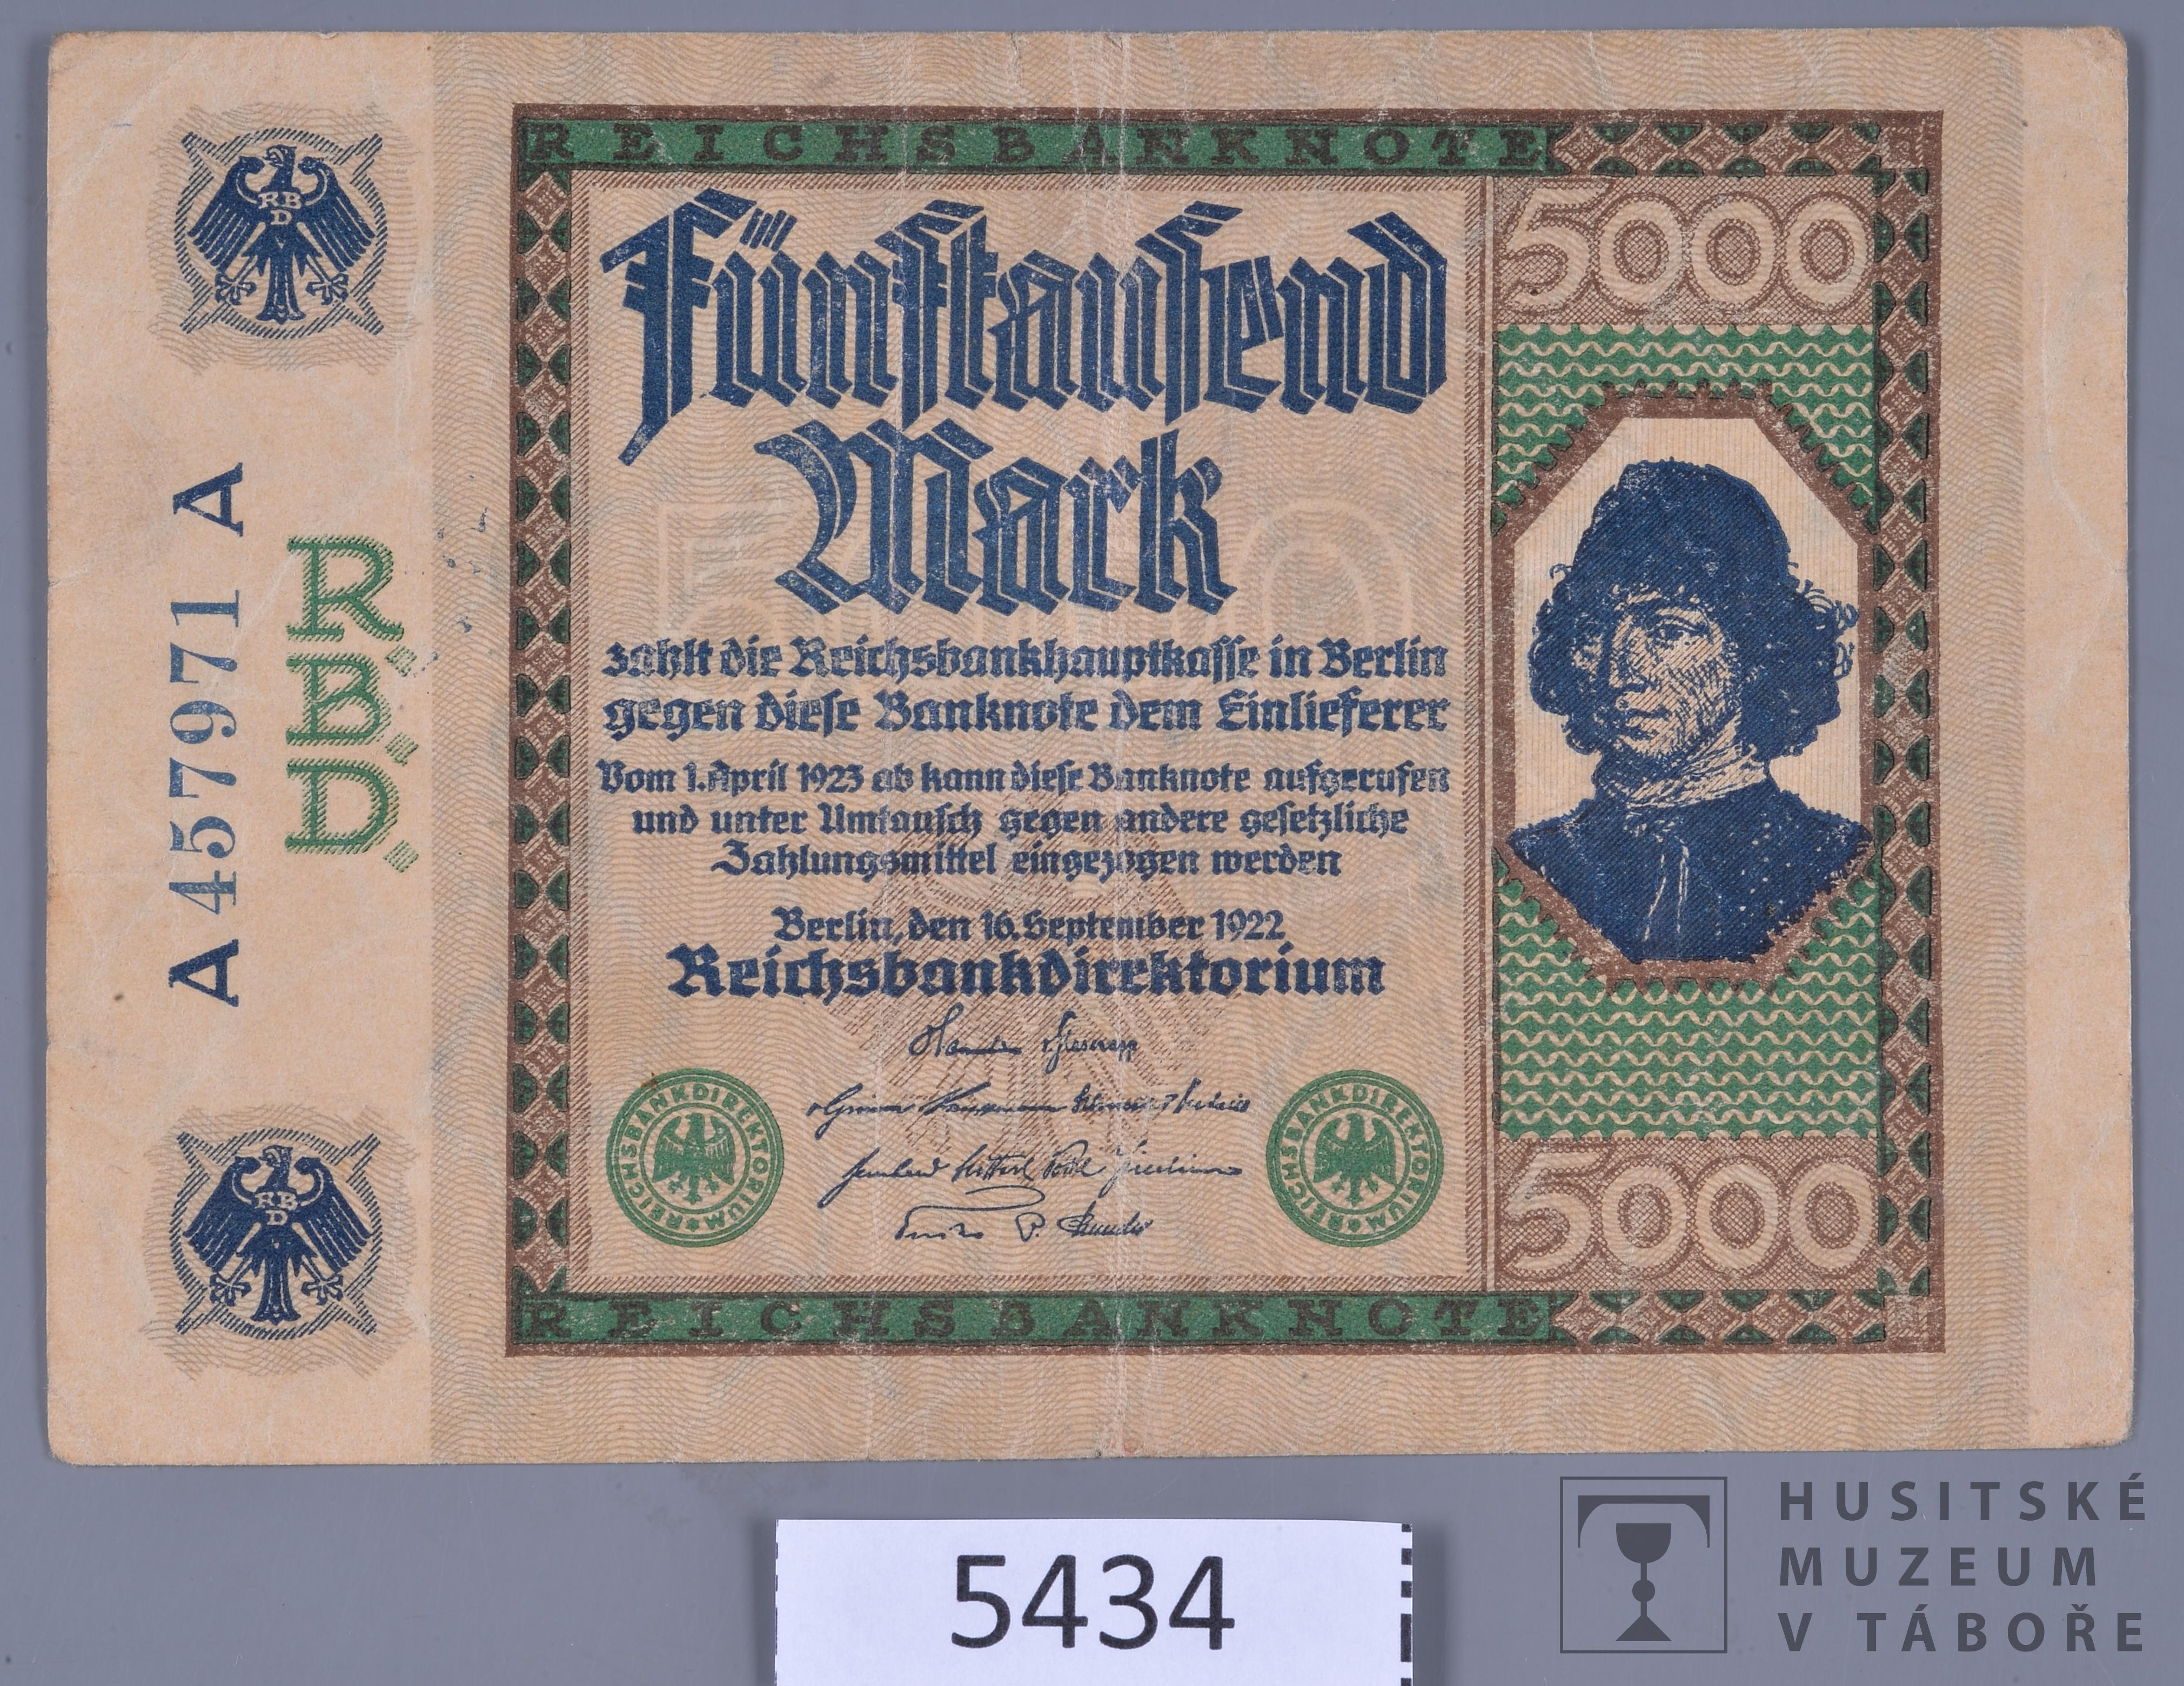 REICHSBANKNOTE
RBD
5000
Fünftausend
Mark
zahlt die Reichsbankhauptkasse in Berlin
gegen diese Banknote dem Einlieferer
Vom 1. April 1923 ab kann diese Banknote aufgerufen
und unter Umtausch gegen andere gesetzliche
Zahlungsmittel eingezogen werden
Berlin, den 16. September 1922
Reichsbankdirektorium
A 457971 A
R.B.D.
REICHSBANKDIREKTORIUM
REICHSBANKDIREKTORIUM
RBD
5000
REICHSBANKNOTE
5434
HUSITSKÉ
MUZEUM
V TÁBOŘE